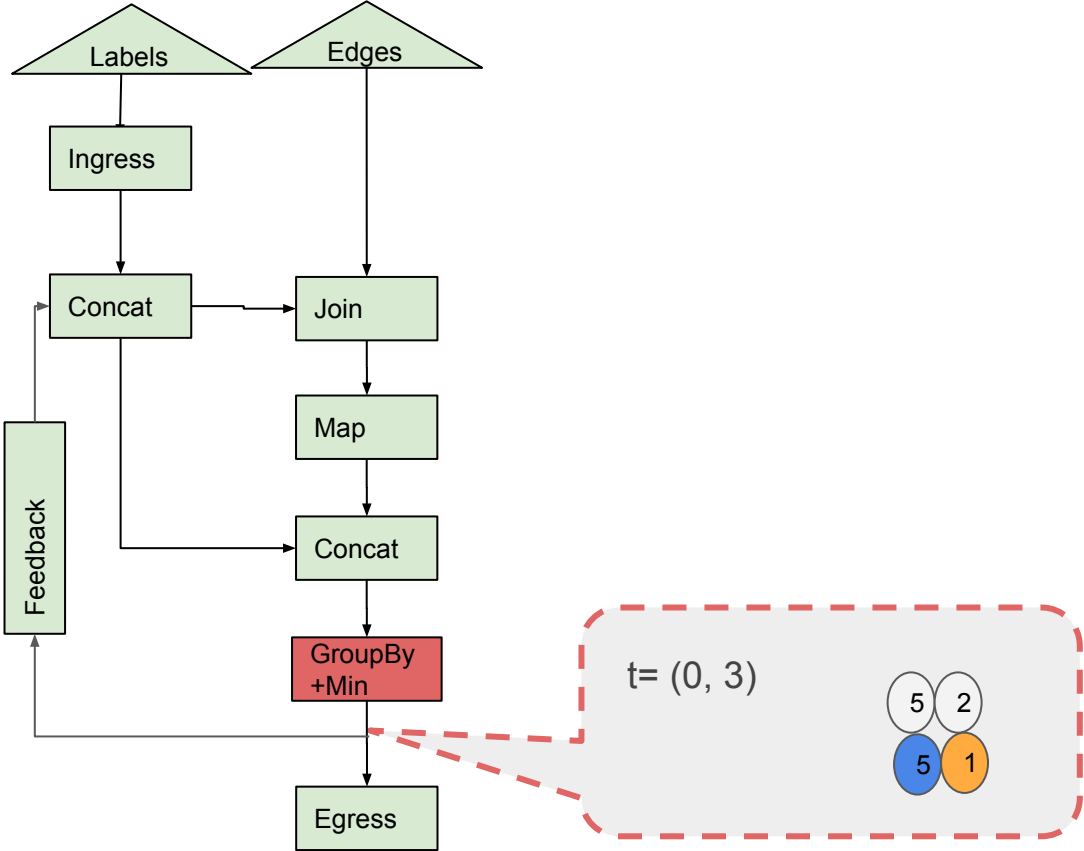 Labels
Edges
Ingress
Concat
Join
Map
Feedback
Concat
GroupBy
+Min
t= (0, 3)
5 2
5 1
Egress